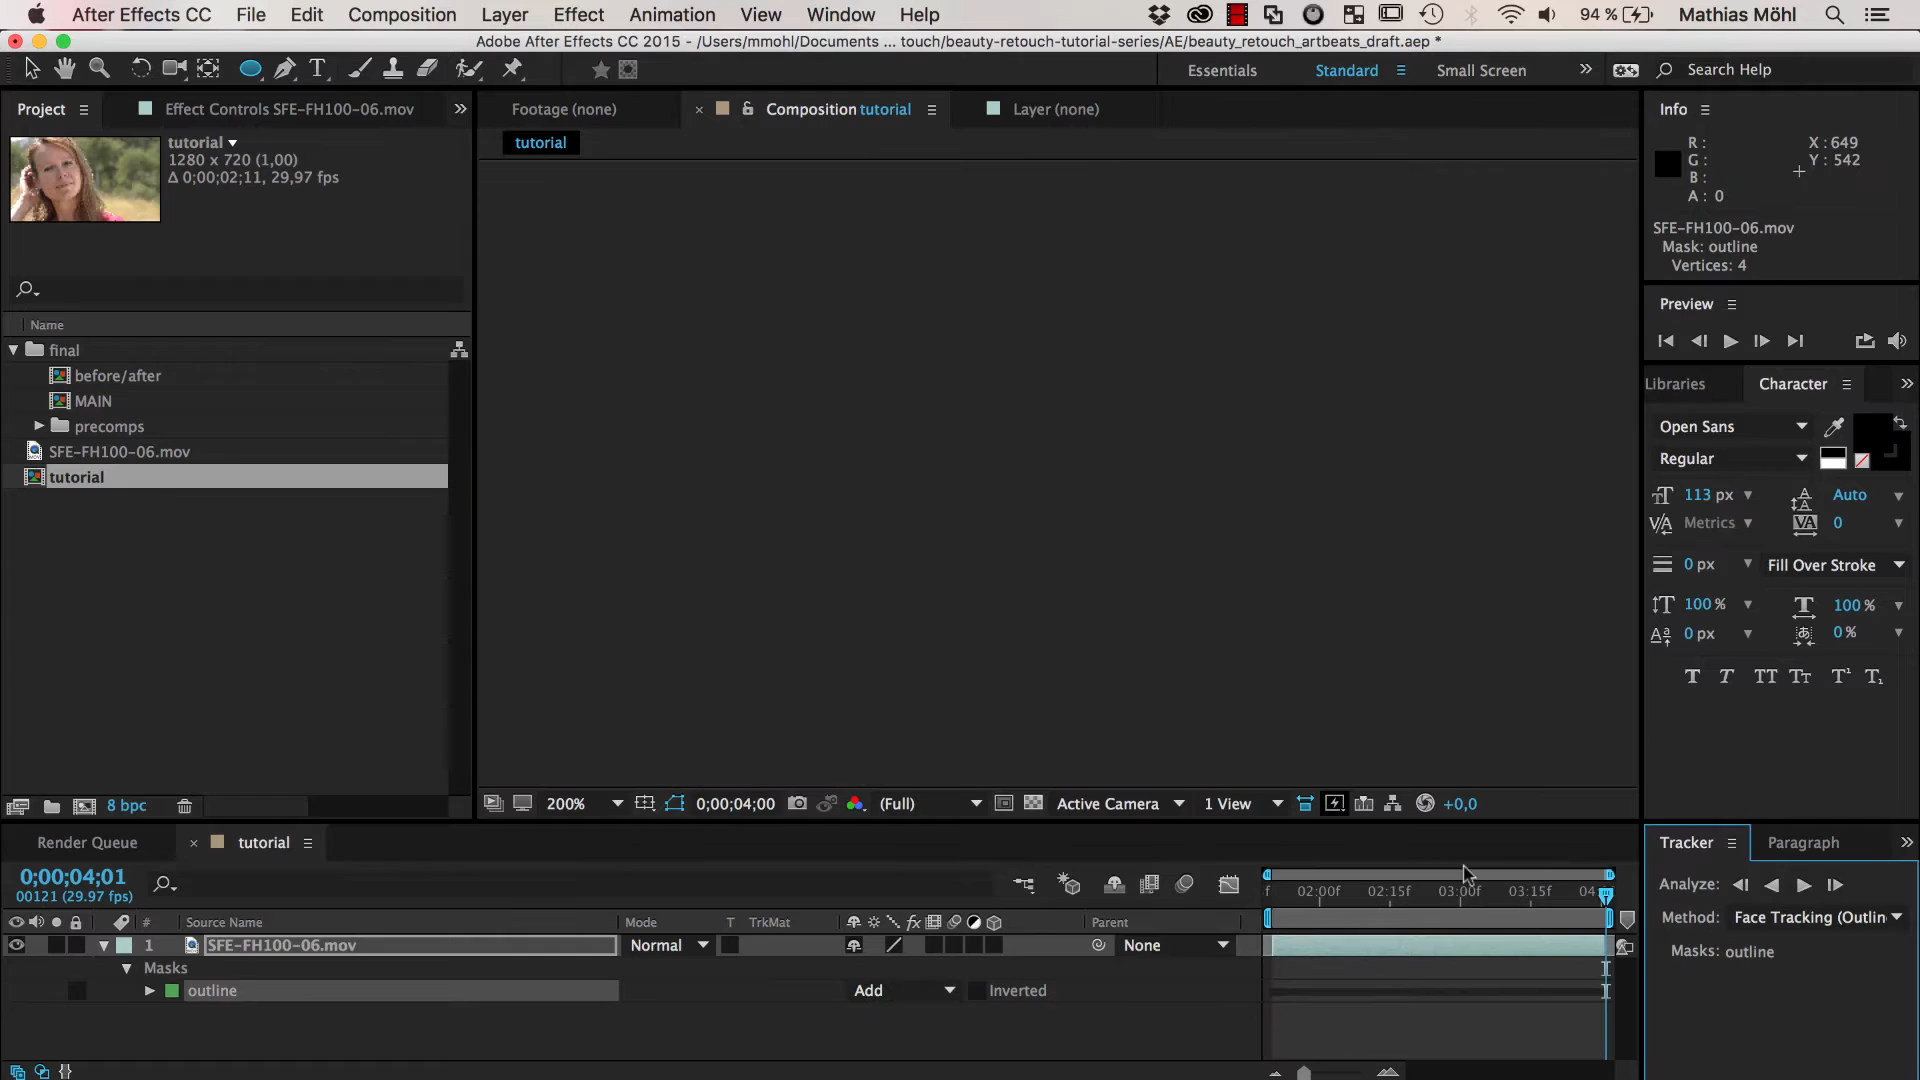 After Effects CC File Edit Composition Layer Effect Animation View Window Help 94 % Mathias Möhl
Adobe After Effects CC 2015 - /Users/mmohl/Documents ... touch/beauty-retouch-tutorial-series/AE/beauty_retouch_artbeats_draft.aep *
Essentials Standard Small Screen Search Help
Project Effect Controls SFE-FH100-06.mov Footage (none) Composition tutorial Layer (none) Info
tutorial
1280 x 720 (1,00)
Δ 0;00;02;11, 29,97 fps
tutorial
R :
G :
B :
A : 0
X : 649
Y : 542
SFE-FH100-06.mov
Mask: outline
Vertices: 4
Preview
Name
final
before/after
MAIN
precomps
SFE-FH100-06.mov
tutorial
Libraries Character
Open Sans
Regular
113 px Auto
Metrics 0
0 px Fill Over Stroke
100 % 100 %
0 px 0 %
T T TT Tт T¹ T₁
8 bpc
200% 0;00;04;00 (Full) Active Camera 1 View +0,0
Render Queue tutorial
0;00;04;01
00121 (29.97 fps)
f 02:00f 02:15f 03:00f 03:15f 04
# Source Name Mode T TrkMat Parent
1 SFE-FH100-06.mov Normal None
Masks
outline Add Inverted
Tracker Paragraph
Analyze:
Method: Face Tracking (Outlin
Masks: outline